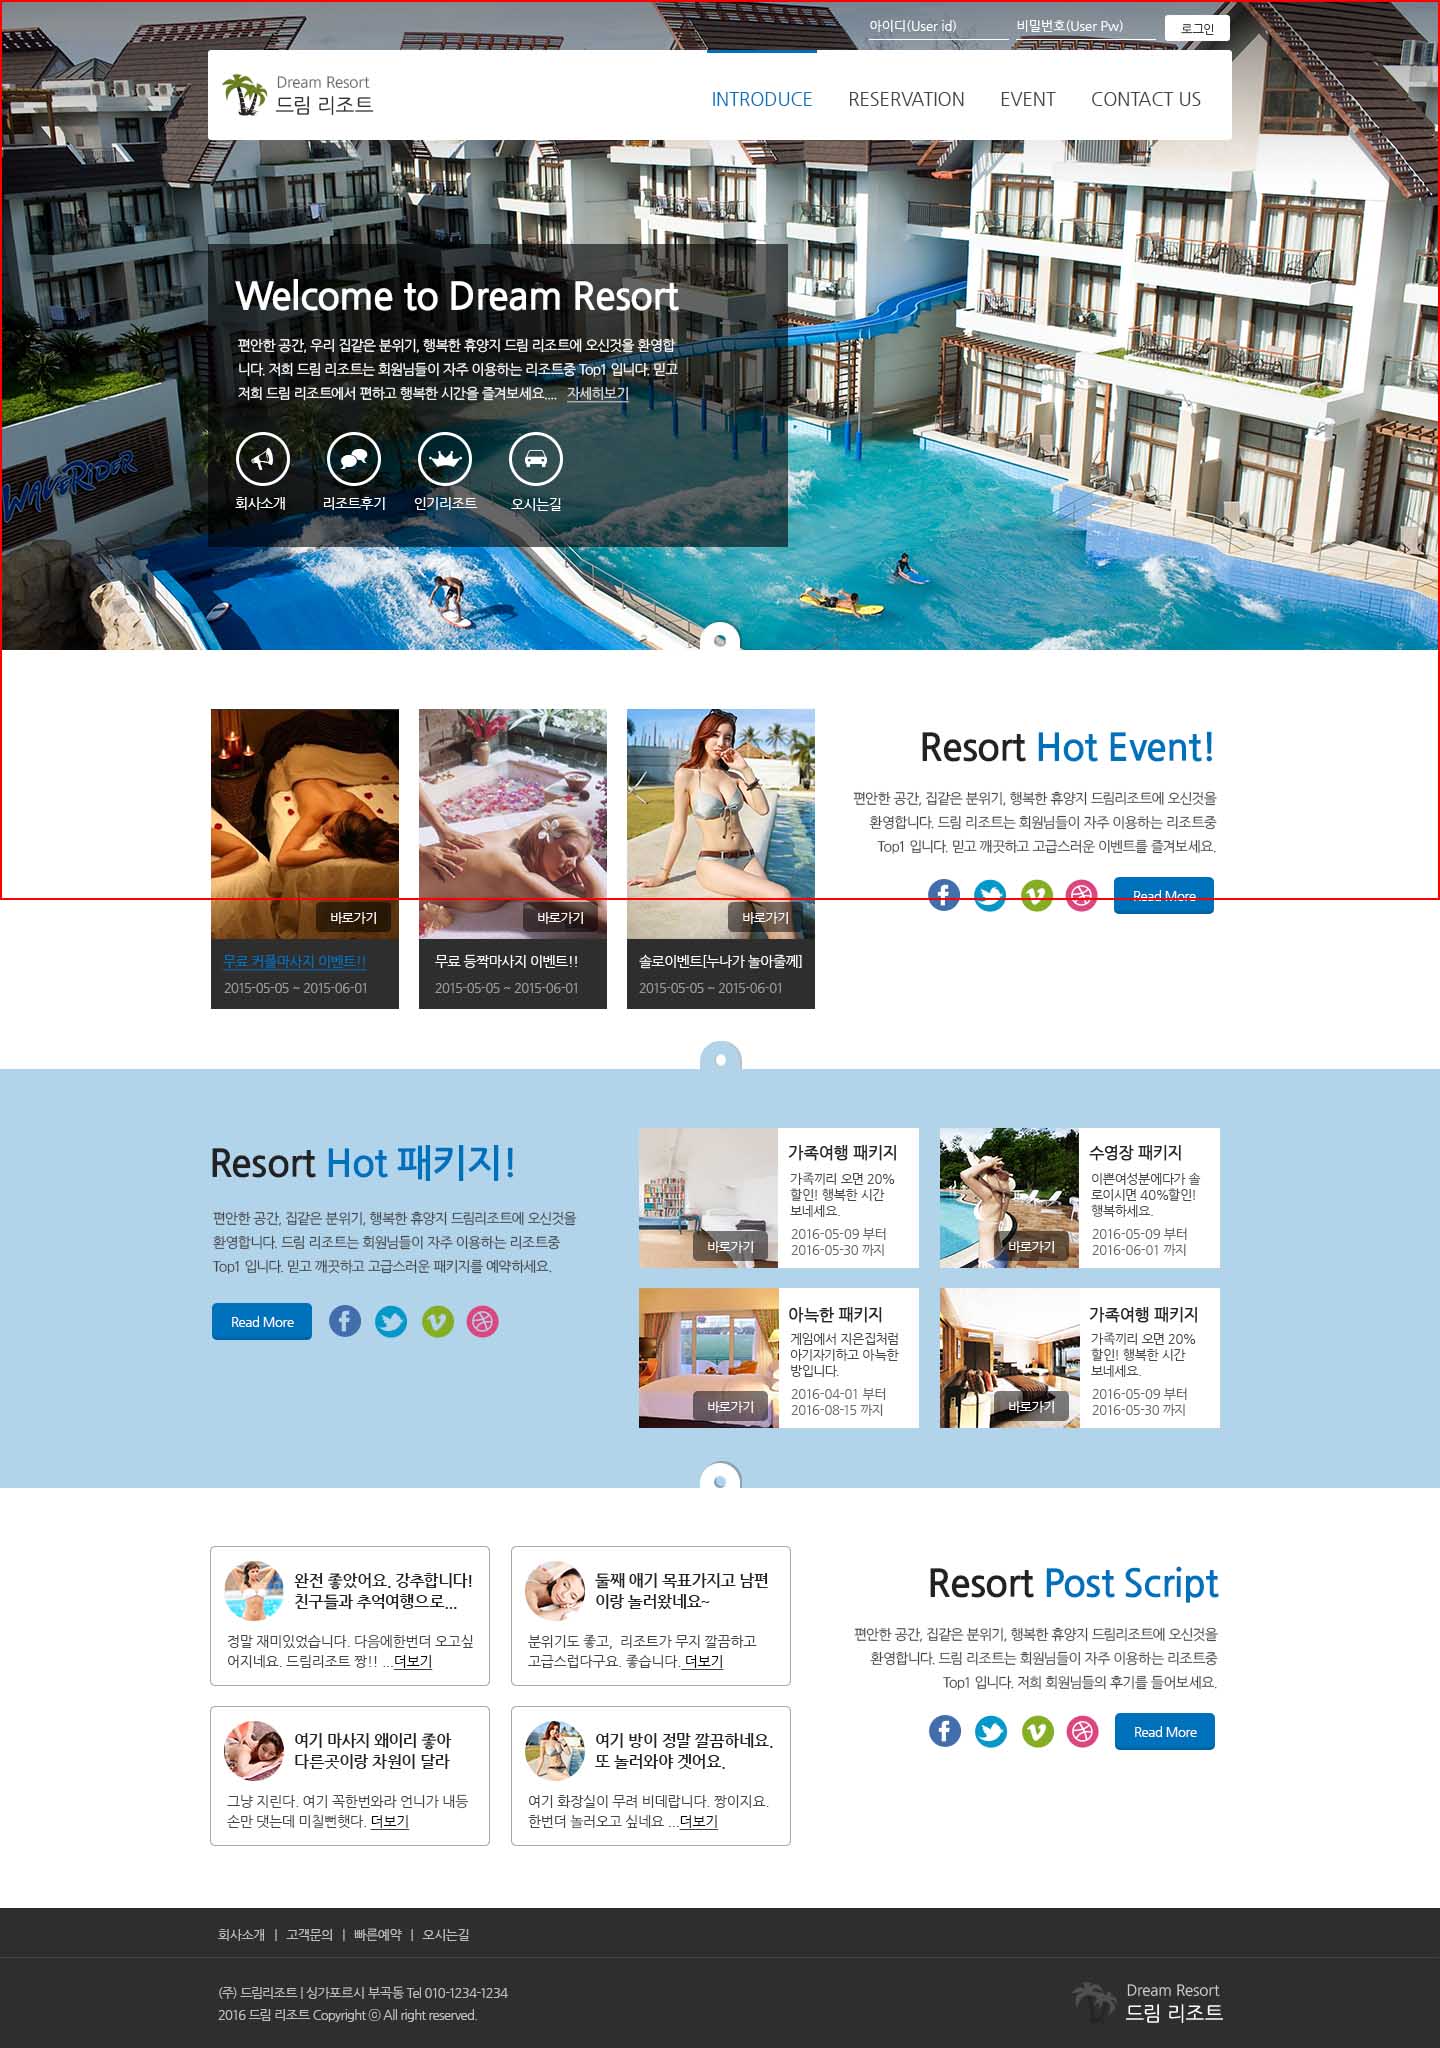 아이디(User id)
비밀번호(User Pw)
로그인
Dream Resort
드림 리조트
INTRODUCE
RESERVATION
EVENT
CONTACT US
Welcome to Dream Resort
편안한 공간, 우리 집같은 분위기, 행복한 휴양지 드림 리조트에 오신것을 환영합
니다. 저희 드림 리조트는 회원님들이 자주 이용하는 리조트중 Top1 입니다. 믿고
저희 드림 리조트에서 편하고 행복한 시간을 즐겨보세요.... 자세히보기
WAVERIDER
회사소개
리조트후기
인기리조트
오시는길
바로가기
무료 커플마사지 이벤트!!
2015-05-05 ~ 2015-06-01
바로가기
무료 등짝마사지 이벤트!!
2015-05-05 ~ 2015-06-01
바로가기
솔로이벤트[누나가 놀아줄께]
2015-05-05 ~ 2015-06-01
Resort Hot Event!
편안한 공간, 집같은 분위기, 행복한 휴양지 드림리조트에 오신것을
환영합니다. 드림 리조트는 회원님들이 자주 이용하는 리조트중
Top1 입니다. 믿고 깨끗하고 고급스러운 이벤트를 즐겨보세요.
Read More
Resort Hot 패키지!
편안한 공간, 집같은 분위기, 행복한 휴양지 드림리조트에 오신것을
환영합니다. 드림 리조트는 회원님들이 자주 이용하는 리조트중
Top1 입니다. 믿고 깨끗하고 고급스러운 패키지를 예약하세요.
Read More
바로가기
가족여행 패키지
가족끼리 오면 20%
할인! 행복한 시간
보네세요.
2016-05-09 부터
2016-05-30 까지
바로가기
수영장 패키지
이쁜여성분에다가 솔
로이시면 40%할인!
행복하세요.
2016-05-09 부터
2016-06-01 까지
바로가기
아늑한 패키지
게임에서 지은집처럼
아기자기하고 아늑한
방입니다.
2016-04-01 부터
2016-08-15 까지
바로가기
가족여행 패키지
가족끼리 오면 20%
할인! 행복한 시간
보네세요.
2016-05-09 부터
2016-05-30 까지
완전 좋았어요. 강추합니다!
친구들과 추억여행으로...
정말 재미있었습니다. 다음에한번더 오고싶
어지네요. 드림리조트 짱!! ...더보기
둘째 애기 목표가지고 남편
이랑 놀러왔네요~
분위기도 좋고, 리조트가 무지 깔끔하고
고급스럽다구요. 좋습니다. 더보기
여기 마사지 왜이리 좋아
다른곳이랑 차원이 달라
그냥 지린다. 여기 꼭한번와라 언니가 내등
손만 댓는데 미칠뻔햇다. 더보기
여기 방이 정말 깔끔하네요.
또 놀러와야 겟어요.
여기 화장실이 무려 비데랍니다. 짱이지요.
한번더 놀러오고 싶네요 ...더보기
Resort Post Script
편안한 공간, 집같은 분위기, 행복한 휴양지 드림리조트에 오신것을
환영합니다. 드림 리조트는 회원님들이 자주 이용하는 리조트중
Top1 입니다. 저희 회원님들의 후기를 들어보세요.
Read More
회사소개 | 고객문의 | 빠른예약 | 오시는길
(주) 드림리조트 | 싱가포르시 부곡동 Tel 010-1234-1234
2016 드림 리조트 Copyright ⓒ All right reserved.
Dream Resort
드림 리조트